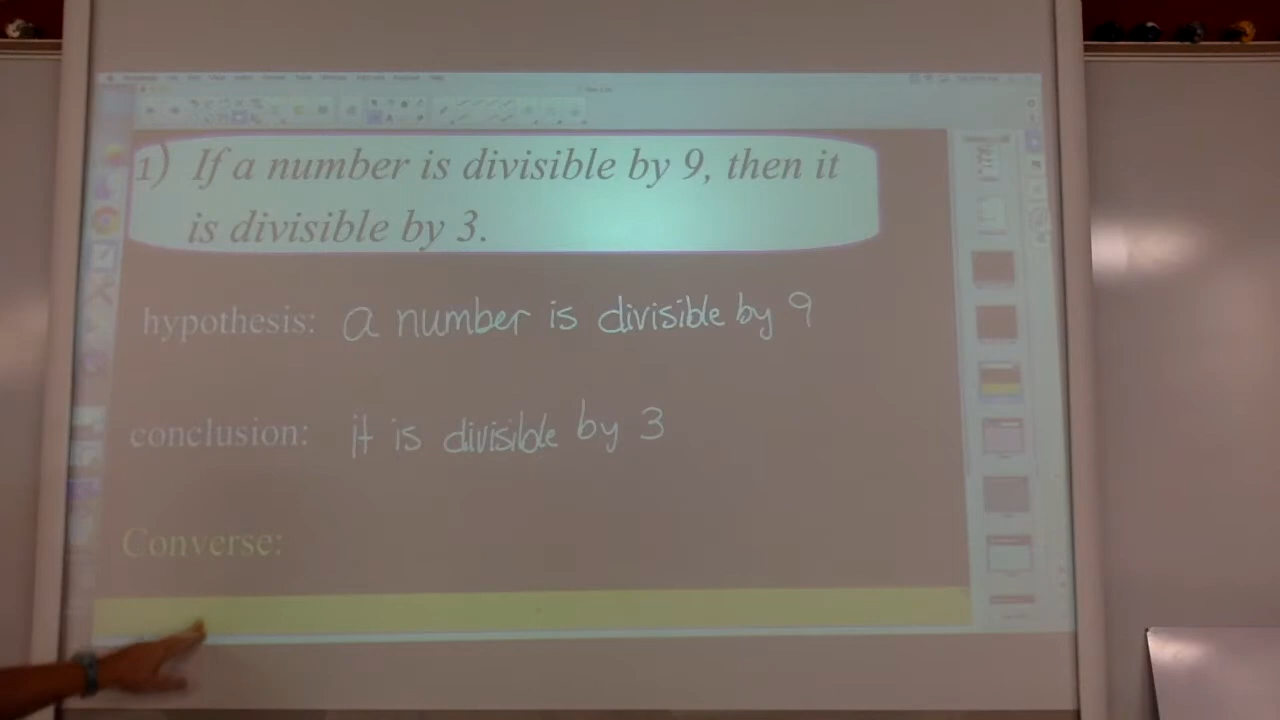 1) If a number is divisible by 9, then it
is divisible by 3.
hypothesis: a number is divisible by 9
conclusion: it is divisible by 3
Converse: